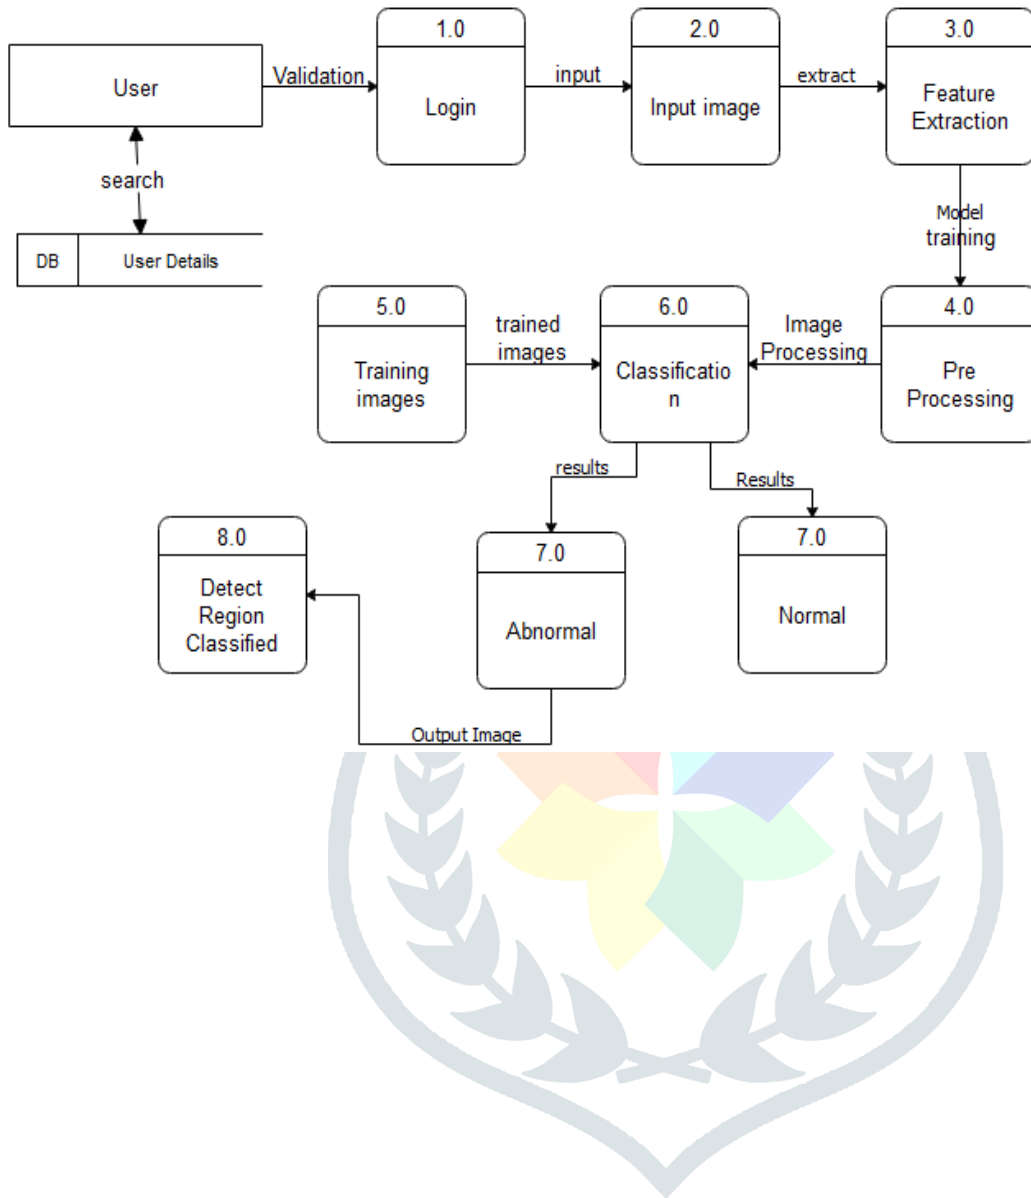 1.0
2.0
3.0
User
Validation
Login
input
Input image
extract
Feature
Extraction
search
Model
training
DB
User Details
5.0
Training
images
trained
images
6.0
Classificatio
n
Image
Processing
4.0
Pre
Processing
results
Results
8.0
Detect
Region
Classified
7.0
Abnormal
7.0
Normal
Output Image